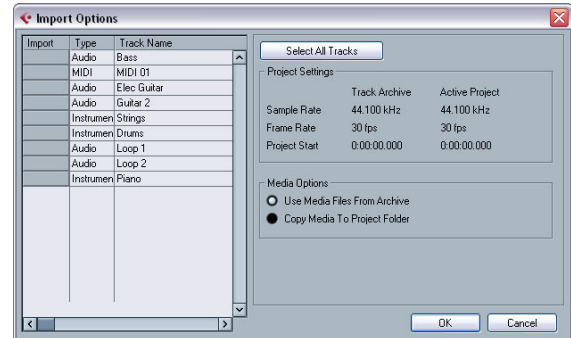 Import Options
Import Type Track Name
Audio Bass
MIDI MIDI 01
Audio Elec Guitar
Audio Guitar 2
Instrumen Strings
Instrumen Drums
Audio Loop 1
Audio Loop 2
Instrumen Piano
Select All Tracks
Project Settings
Track Archive Active Project
Sample Rate 44.100 kHz 44.100 kHz
Frame Rate 30 fps 30 fps
Project Start 0:00:00.000 0:00:00.000
Media Options
Use Media Files From Archive
Copy Media To Project Folder
OK Cancel